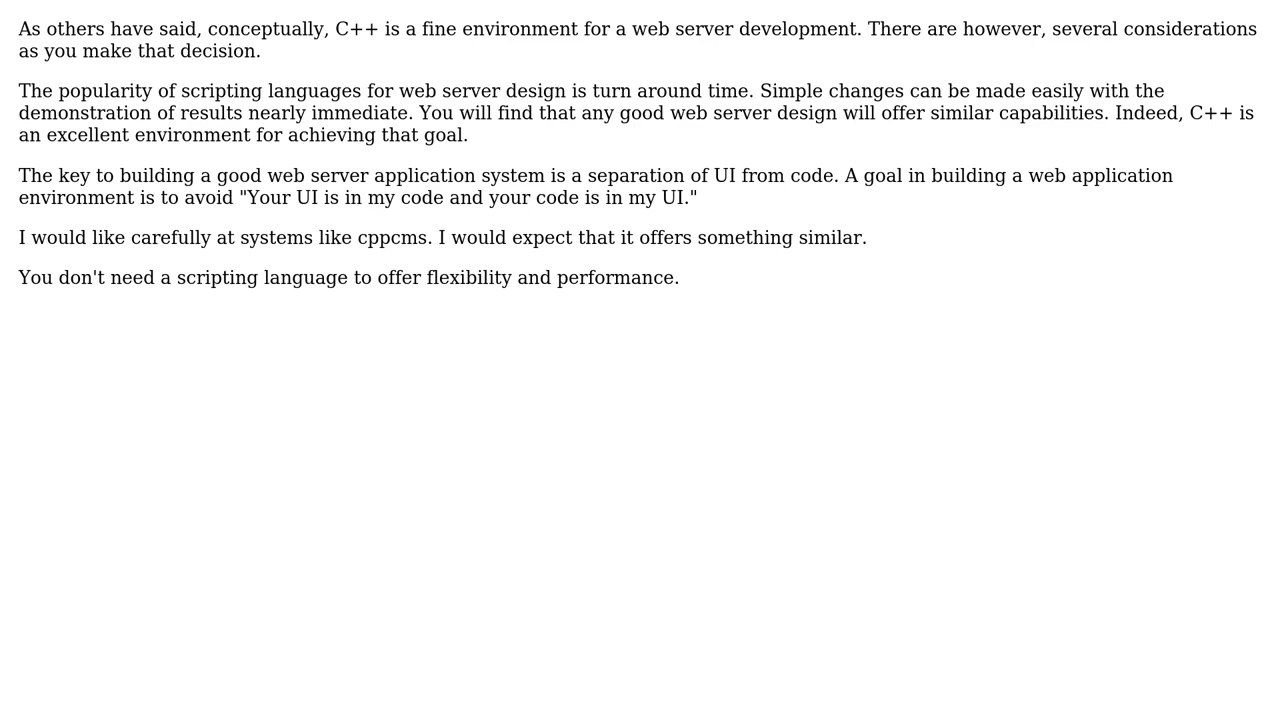 As others have said, conceptually, C++ is a fine environment for a web server development. There are however, several considerations
as you make that decision.
The popularity of scripting languages for web server design is turn around time. Simple changes can be made easily with the
demonstration of results nearly immediate. You will find that any good web server design will offer similar capabilities. Indeed, C++ is
an excellent environment for achieving that goal.
The key to building a good web server application system is a separation of UI from code. A goal in building a web application
environment is to avoid "Your UI is in my code and your code is in my UI."
I would like carefully at systems like cppcms. I would expect that it offers something similar.
You don't need a scripting language to offer flexibility and performance.